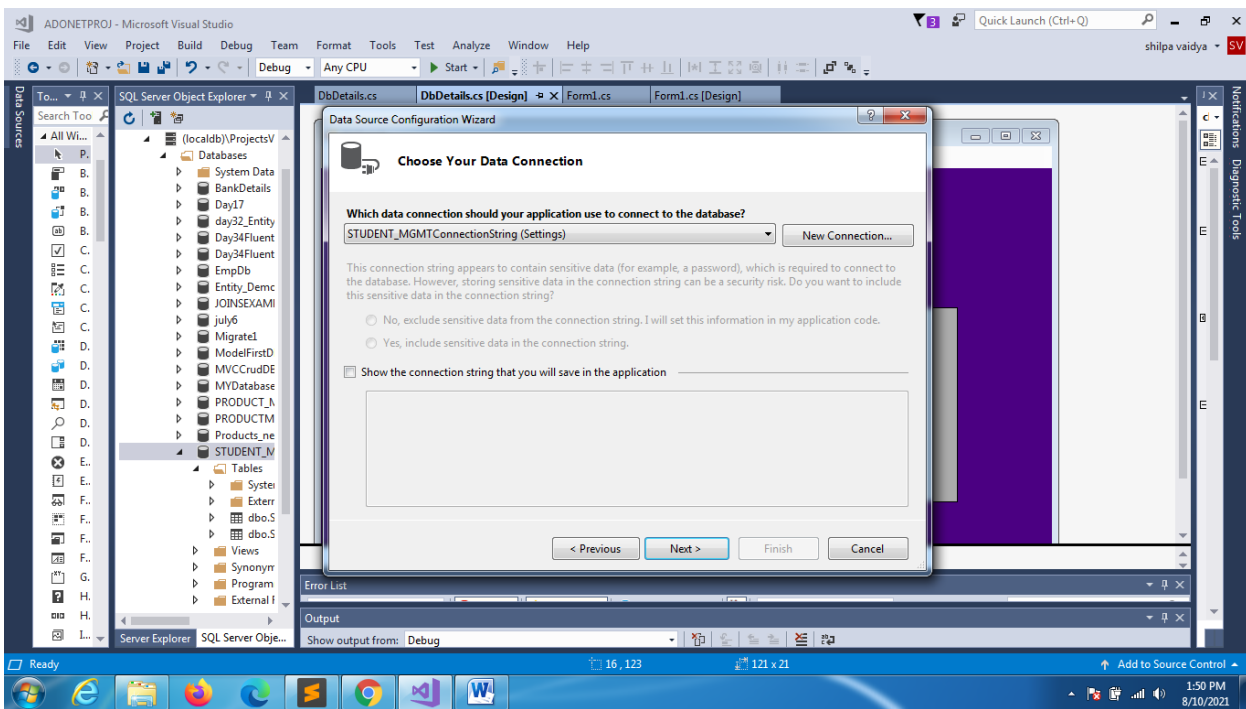 ADONETPROJ - Microsoft Visual Studio
3
Quick Launch (Ctrl+Q)
File Edit View Project Build Debug Team Format Tools Test Analyze Window Help
shilpa vaidya
SV
Debug Any CPU Start
Data Sources
To...
Search Too
All Wi...
P.
B.
B.
B.
B.
C.
C.
C.
C.
C.
D.
D.
D.
D.
D.
D.
E..
E..
F..
F..
F..
F..
G.
H.
H.
I...
SQL Server Object Explorer
(localdb)\ProjectsV
Databases
System Data
BankDetails
Day17
day32_Entity
Day34Fluent
Day34Fluent
EmpDb
Entity_Demc
JOINSEXAMI
july6
Migrate1
ModelFirstD
MVCCrudDE
MYDatabase
PRODUCT_M
PRODUCTM
Products_ne
STUDENT_M
Tables
Syster
Exterr
dbo.S
dbo.S
Views
Synonym
Program
External F
Server Explorer SQL Server Obje...
DbDetails.cs DbDetails.cs [Design] Form1.cs Form1.cs [Design]
Data Source Configuration Wizard
Choose Your Data Connection
Which data connection should your application use to connect to the database?
STUDENT_MGMTConnectionString (Settings)
New Connection...
This connection string appears to contain sensitive data (for example, a password), which is required to connect to
the database. However, storing sensitive data in the connection string can be a security risk. Do you want to include
this sensitive data in the connection string?
No, exclude sensitive data from the connection string. I will set this information in my application code.
Yes, include sensitive data in the connection string.
Show the connection string that you will save in the application
< Previous Next > Finish Cancel
Error List
Output
Show output from: Debug
Notifications
Diagnostic Tools
Ready
16 , 123
121 x 21
Add to Source Control
1:50 PM
8/10/2021